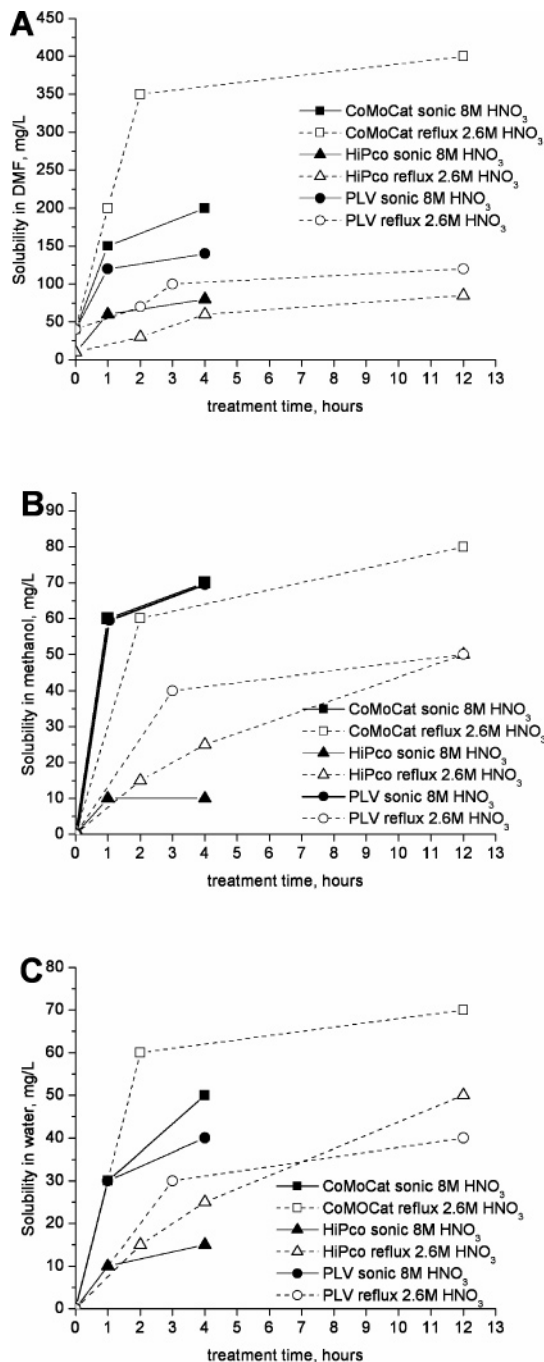 A
450
400
350
300
250
200
150
100
50
0
Solubility in DMF, mg/L
CoMoCat sonic 8M HNO₃
CoMoCat reflux 2.6M HNO₃
HiPco sonic 8M HNO₃
HiPco reflux 2.6M HNO₃
PLV sonic 8M HNO₃
PLV reflux 2.6M HNO₃
0 1 2 3 4 5 6 7 8 9 10 11 12 13
treatment time, hours
B
90
80
70
60
50
40
30
20
10
0
Solubility in methanol, mg/L
CoMoCat sonic 8M HNO₃
CoMoCat reflux 2.6M HNO₃
HiPco sonic 8M HNO₃
HiPco reflux 2.6M HNO₃
PLV sonic 8M HNO₃
PLV reflux 2.6M HNO₃
0 1 2 3 4 5 6 7 8 9 10 11 12 13
treatment time, hours
C
80
70
60
50
40
30
20
10
0
Solubility in water, mg/L
CoMoCat sonic 8M HNO₃
CoMOCat reflux 2.6M HNO₃
HiPco sonic 8M HNO₃
HiPco reflux 2.6M HNO₃
PLV sonic 8M HNO₃
PLV reflux 2.6M HNO₃
0 1 2 3 4 5 6 7 8 9 10 11 12 13
treatment time, hours